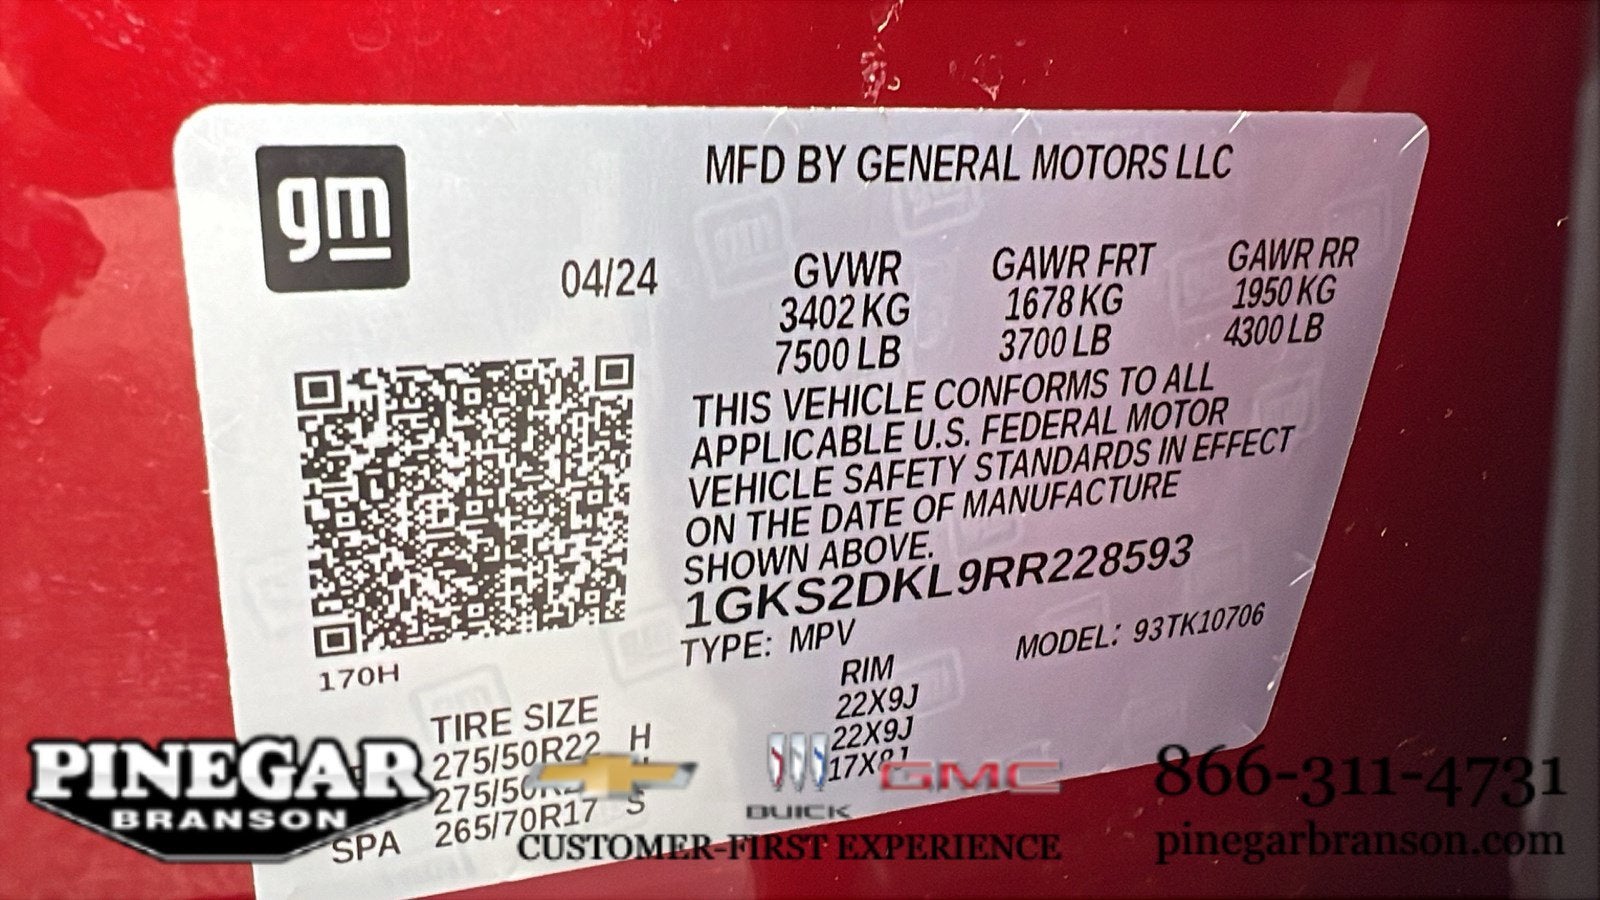 gm
MFD BY GENERAL MOTORS LLC
04/24
GVWR GAWR FRT GAWR RR
3402 KG 1678 KG 1950 KG
7500 LB 3700 LB 4300 LB
THIS VEHICLE CONFORMS TO ALL
APPLICABLE U.S. FEDERAL MOTOR
VEHICLE SAFETY STANDARDS IN EFFECT
ON THE DATE OF MANUFACTURE
SHOWN ABOVE.
1GKS2DKL9RR228593
TYPE: MPV MODEL: 93TK10706
170H
TIRE SIZE RIM
275/50R22 H 22X9J
22X9J
SPA 265/70R17 S
PINEGAR
BRANSON
BUICK
GMC
CUSTOMER-FIRST EXPERIENCE
866-311-4731
pinegarbranson.com